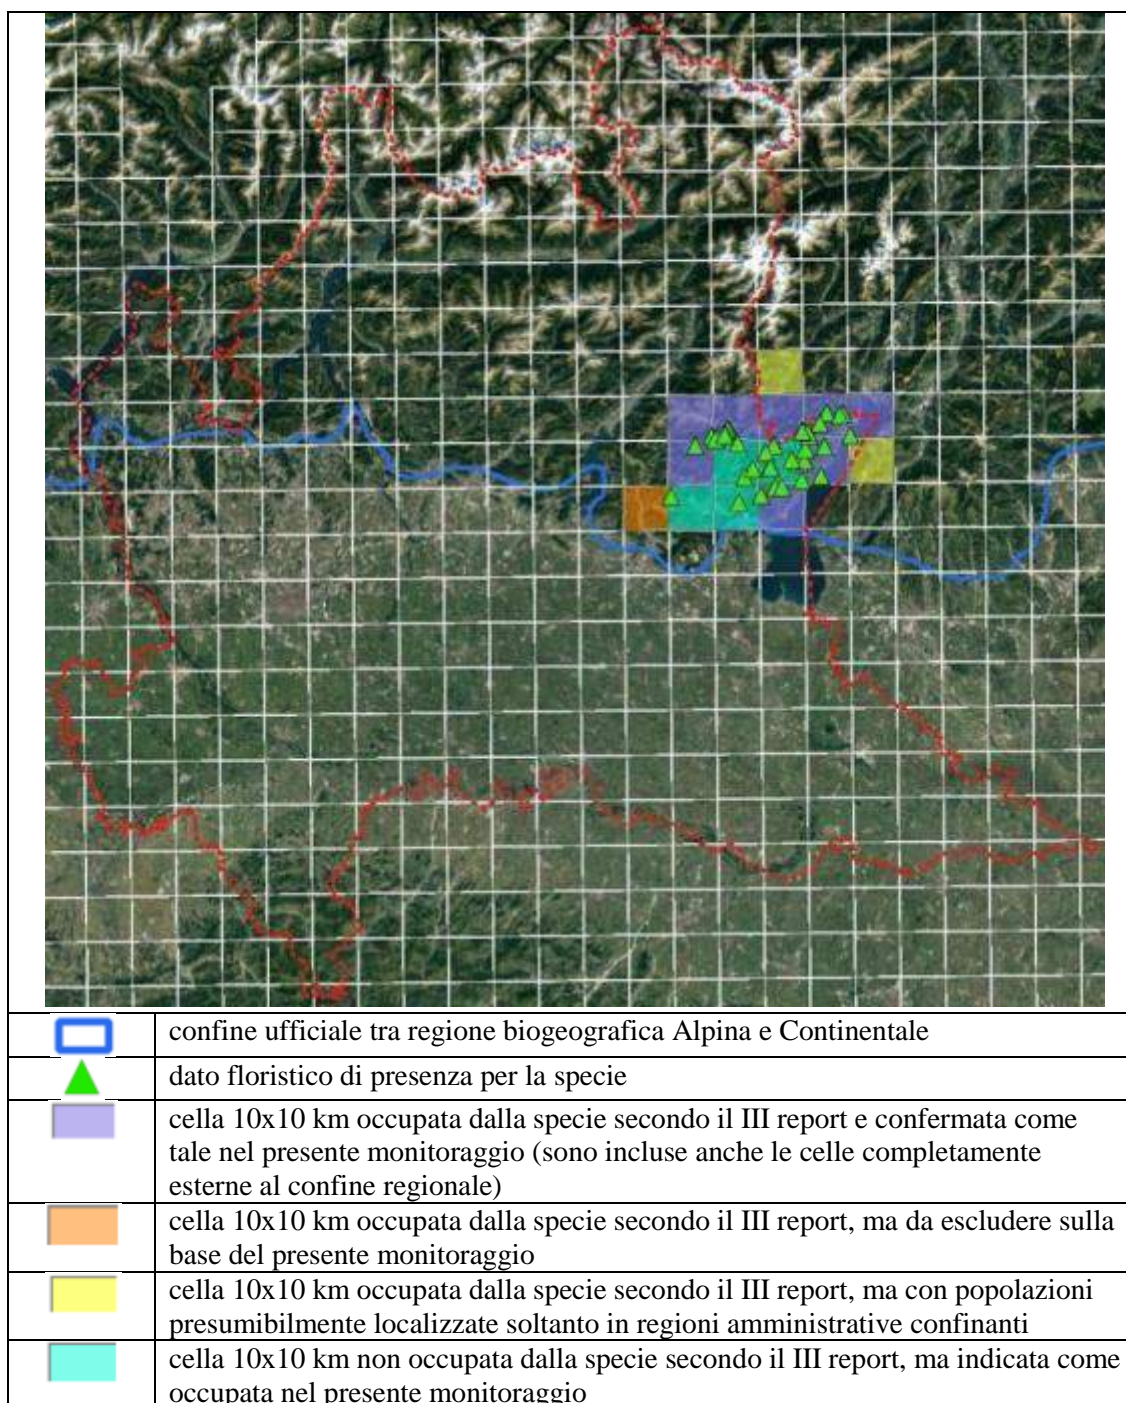 confine ufficiale tra regione biogeografica Alpina e Continentale
dato floristico di presenza per la specie
cella 10x10 km occupata dalla specie secondo il III report e confermata come
tale nel presente monitoraggio (sono incluse anche le celle completamente
esterne al confine regionale)
cella 10x10 km occupata dalla specie secondo il III report, ma da escludere sulla
base del presente monitoraggio
cella 10x10 km occupata dalla specie secondo il III report, ma con popolazioni
presumibilmente localizzate soltanto in regioni amministrative confinanti
cella 10x10 km non occupata dalla specie secondo il III report, ma indicata come
occupata nel presente monitoraggio